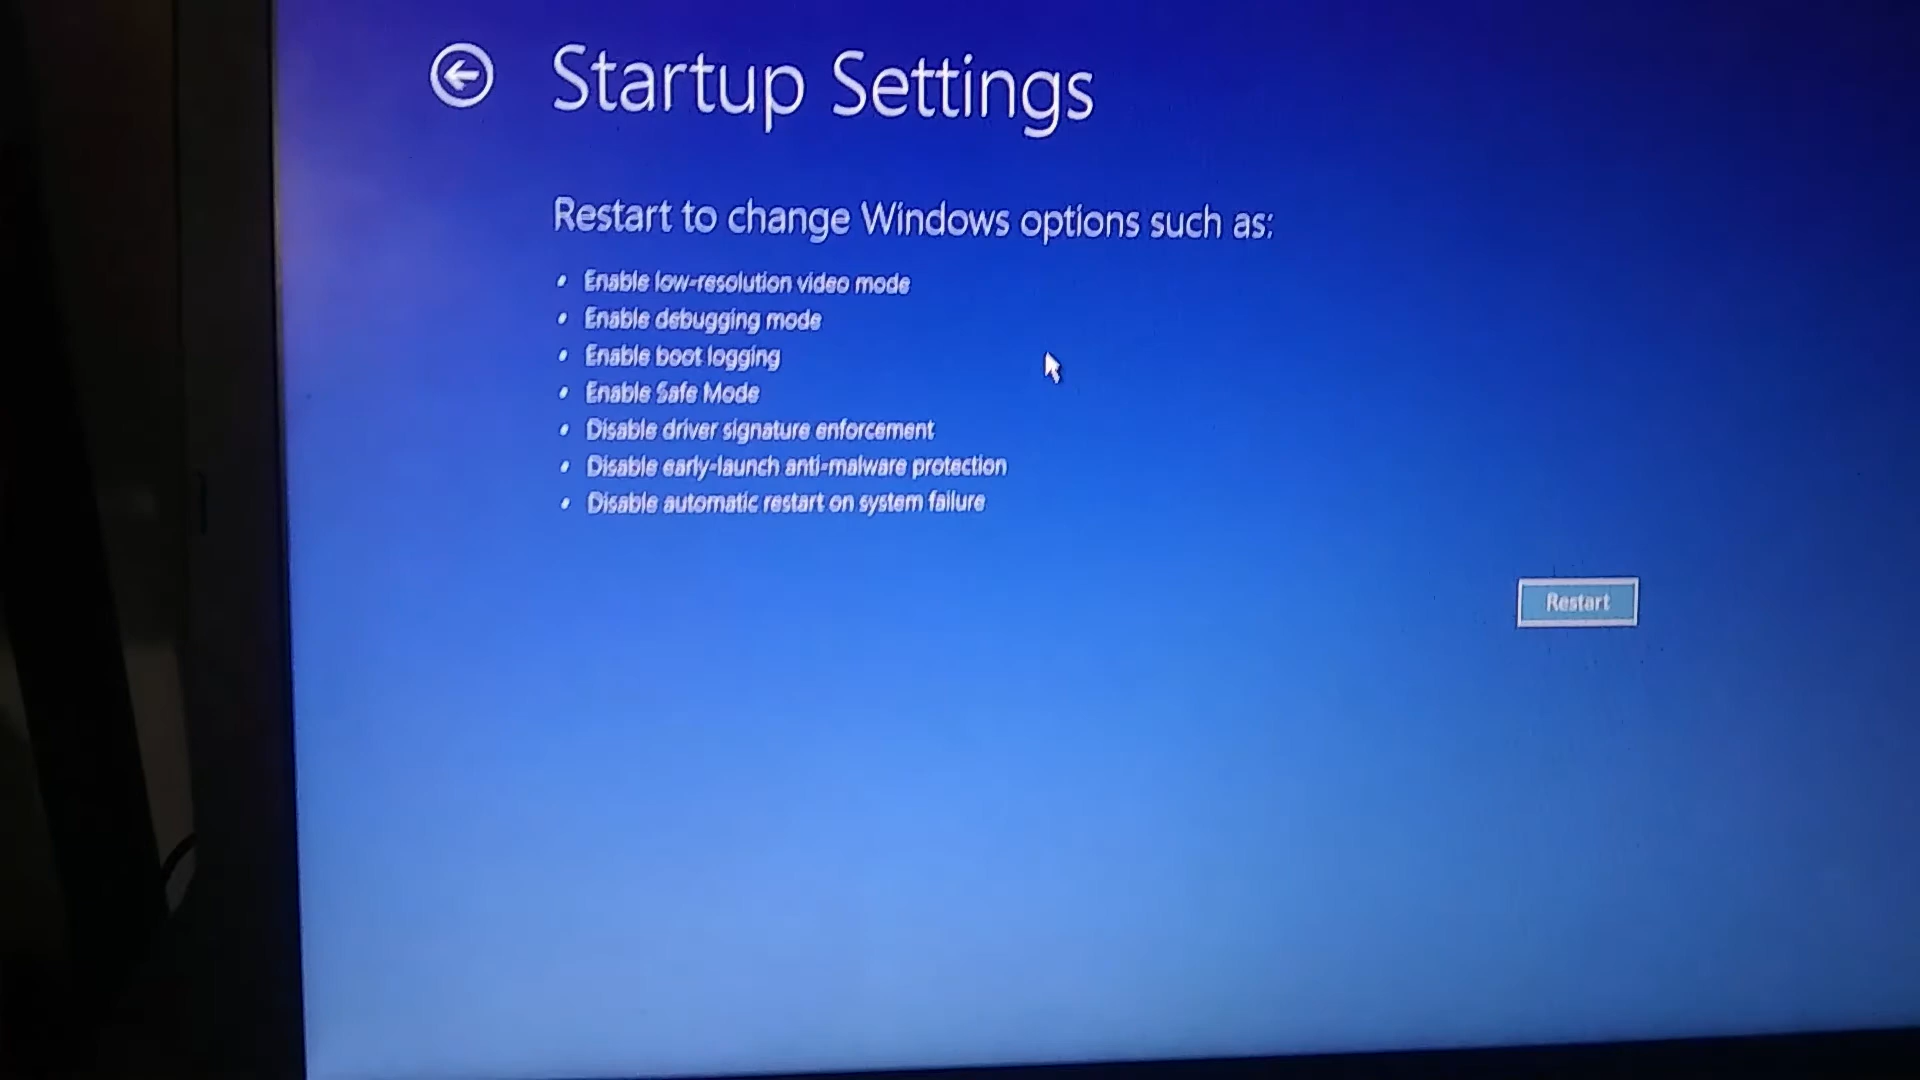 Startup Settings
Restart to change Windows options such as:
• Enable low-resolution video mode
• Enable debugging mode
• Enable boot logging
• Enable Safe Mode
• Disable driver signature enforcement
• Disable early-launch anti-malware protection
• Disable automatic restart on system failure
Restart